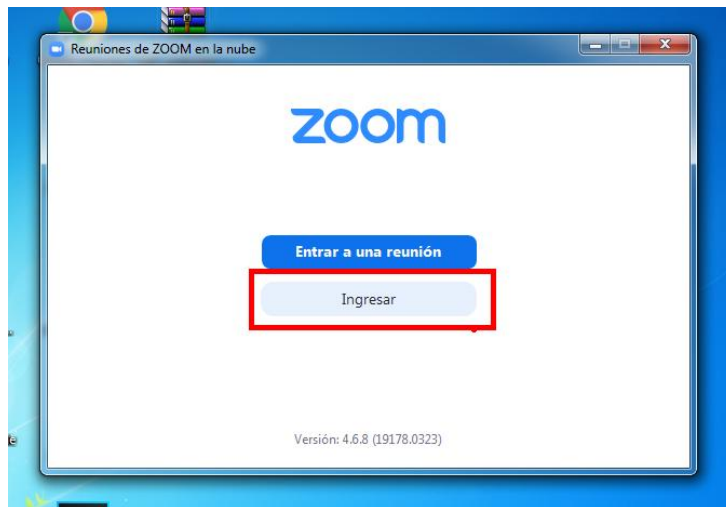 Reuniones de ZOOM en la nube
zoom
Entrar a una reunión
Ingresar
Versión: 4.6.8 (19178.0323)